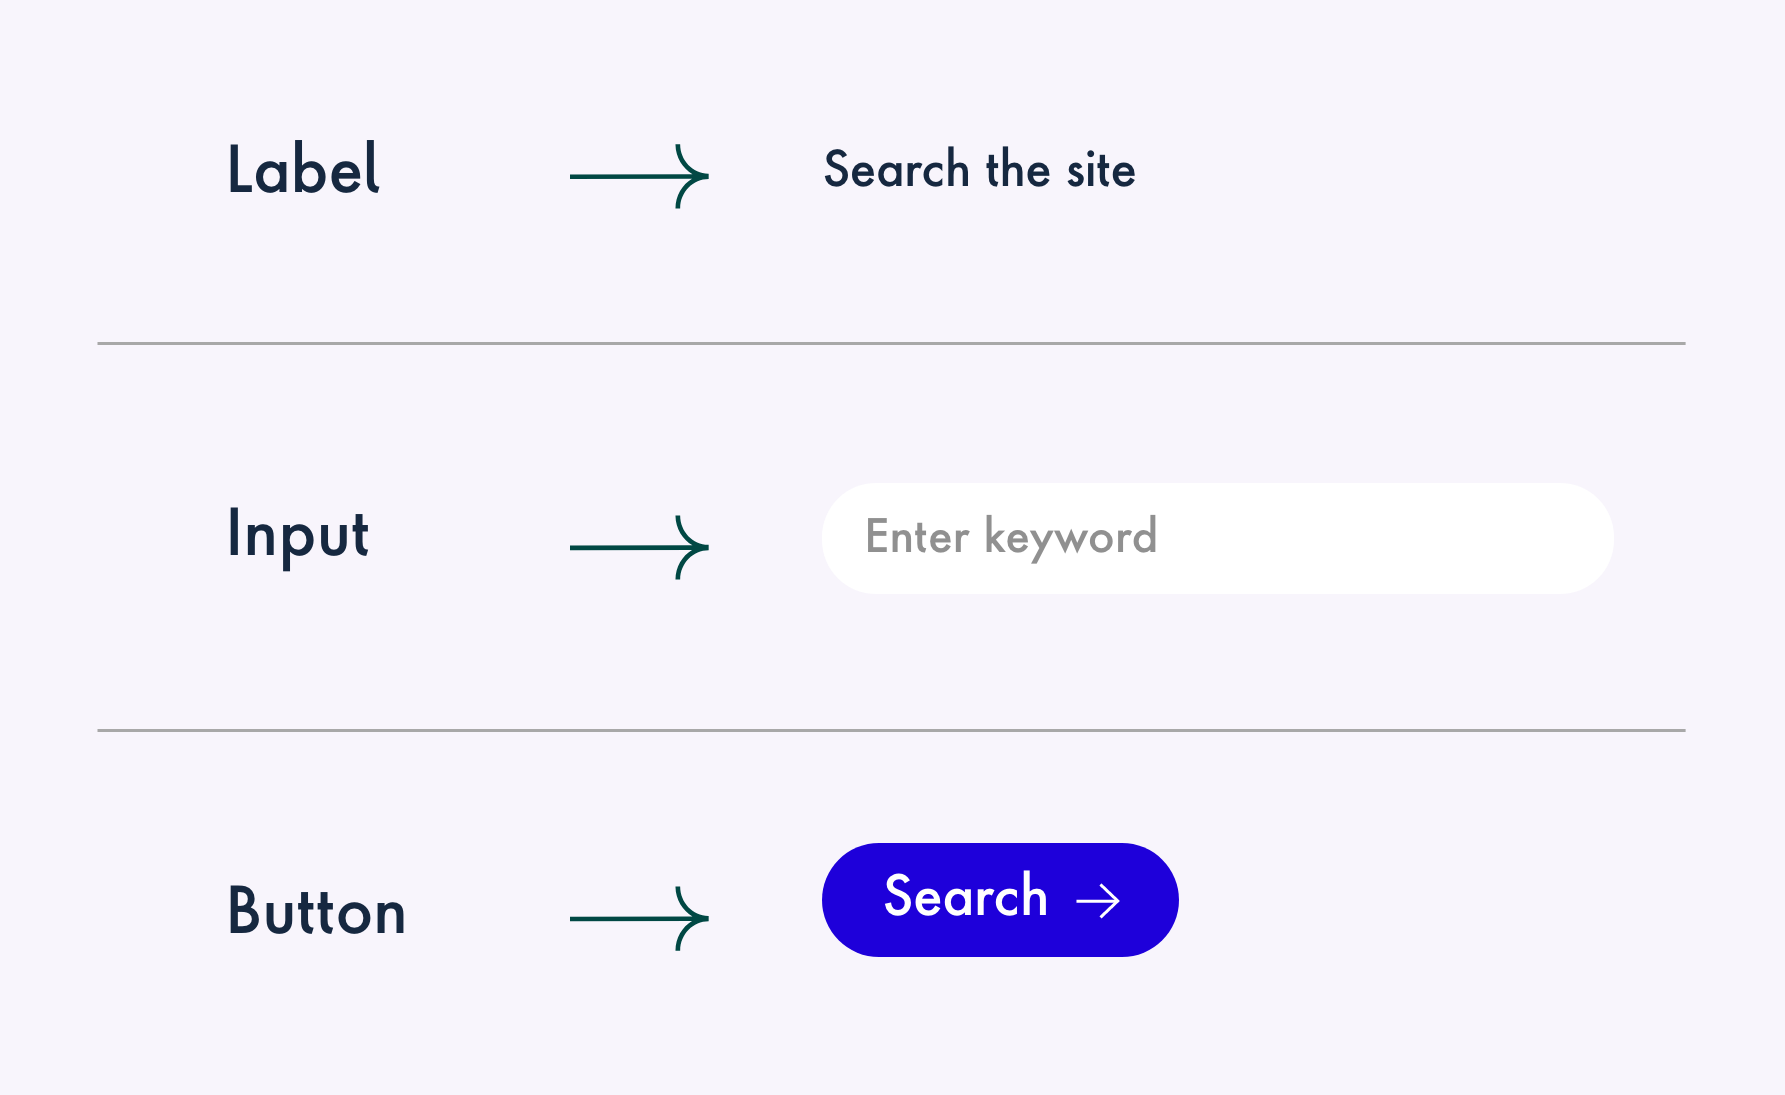 Label
Search the site
Input
Enter keyword
Button
Search